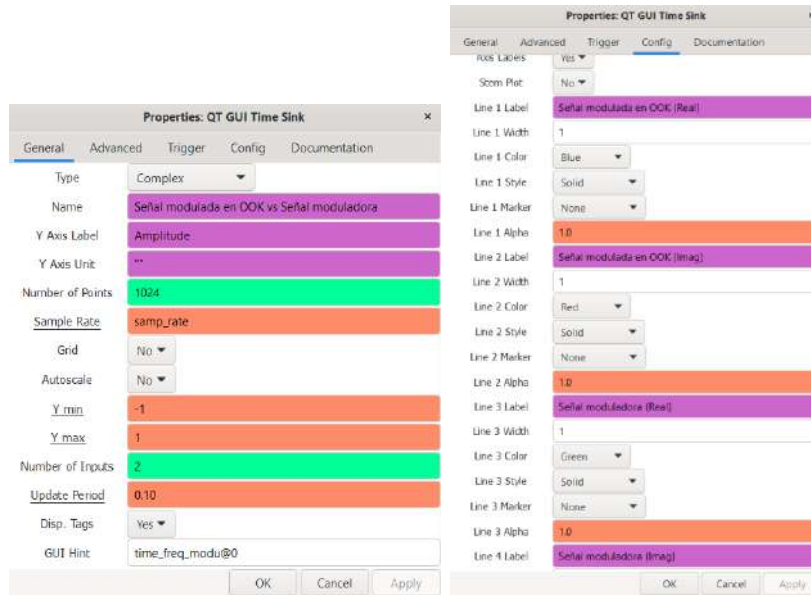 Properties: QT GUI Time Sink ×
General Advanced Trigger Config Documentation
Type Complex
Name Señal modulada en OOK vs Señal moduladora
Y Axis Label Amplitude
Y Axis Unit ""
Number of Points 1024
Sample Rate samp_rate
Grid No
Autoscale No
Y min -1
Y max 1
Number of Inputs 2
Update Period 0.10
Disp. Tags Yes
GUI Hint time_freq_modu@0
OK Cancel Apply
Properties: QT GUI Time Sink
General Advanced Trigger Config Documentation
Axis Labels Yes
Stem Plot No
Line 1 Label Señal modulada en OOK (Real)
Line 1 Width 1
Line 1 Color Blue
Line 1 Style Solid
Line 1 Marker None
Line 1 Alpha 1.0
Line 2 Label Señal modulada en OOK (Imag)
Line 2 Width 1
Line 2 Color Red
Line 2 Style Solid
Line 2 Marker None
Line 2 Alpha 1.0
Line 3 Label Señal moduladora (Real)
Line 3 Width 1
Line 3 Color Green
Line 3 Style Solid
Line 3 Marker None
Line 3 Alpha 1.0
Line 4 Label Señal moduladora (Imag)
OK Cancel Apply